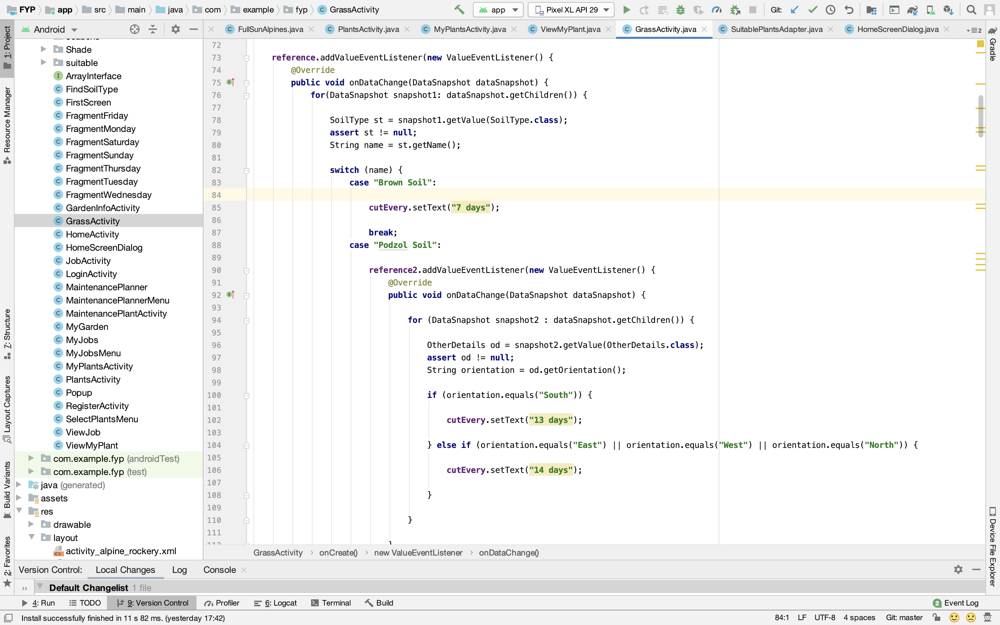 FYP app src main java com example fyp GrassActivity app Pixel XL API 29 Git:
1: Project
Resource Manager
7: Structure
Layout Captures
Build Variants
2: Favorites
Android
Shade
suitable
ArrayInterface
FindSoilType
FirstScreen
FragmentFriday
FragmentMonday
FragmentSaturday
FragmentSunday
FragmentThursday
FragmentTuesday
FragmentWednesday
GardenInfoActivity
GrassActivity
HomeActivity
HomeScreenDialog
JobActivity
LoginActivity
MaintenancePlanner
MaintenancePlannerMenu
MaintenancePlantActivity
MyGarden
MyJobs
MyJobsMenu
MyPlantsActivity
PlantsActivity
Popup
RegisterActivity
SelectPlantsMenu
ViewJob
ViewMyPlant
com.example.fyp (androidTest)
com.example.fyp (test)
java (generated)
assets
res
drawable
layout
activity_alpine_rockery.xml
FullSunAlpines.java PlantsActivity.java MyPlantsActivity.java ViewMyPlant.java GrassActivity.java SuitablePlantsAdapter.java HomeScreenDialog.java 2
72
73 reference.addValueEventListener(new ValueEventListener() {
74 @Override
75 public void onDataChange(DataSnapshot dataSnapshot) {
76 for(DataSnapshot snapshot1: dataSnapshot.getChildren()) {
77
78 SoilType st = snapshot1.getValue(SoilType.class);
79 assert st != null;
80 String name = st.getName();
81
82 switch (name) {
83 case "Brown Soil":
84
85 cutEvery.setText("7 days");
86
87 break;
88 case "Podzol Soil":
89
90 reference2.addValueEventListener(new ValueEventListener() {
91 @Override
92 public void onDataChange(DataSnapshot dataSnapshot) {
93
94 for (DataSnapshot snapshot2 : dataSnapshot.getChildren()) {
95
96 OtherDetails od = snapshot2.getValue(OtherDetails.class);
97 assert od != null;
98 String orientation = od.getOrientation();
99
100 if (orientation.equals("South")) {
101
102 cutEvery.setText("13 days");
103
104 } else if (orientation.equals("East") || orientation.equals("West") || orientation.equals("North")) {
105
106 cutEvery.setText("14 days");
107
108 }
109
110 }
111
GrassActivity › onCreate() › new ValueEventListener › onDataChange()
Gradle
Device File Explorer
Version Control: Local Changes Log Console
» Default Changelist 1 file
4: Run TODO 9: Version Control Profiler 6: Logcat Terminal Build 2 Event Log
Install successfully finished in 11 s 82 ms. (yesterday 17:42) 84:1 LF UTF-8 4 spaces Git: master